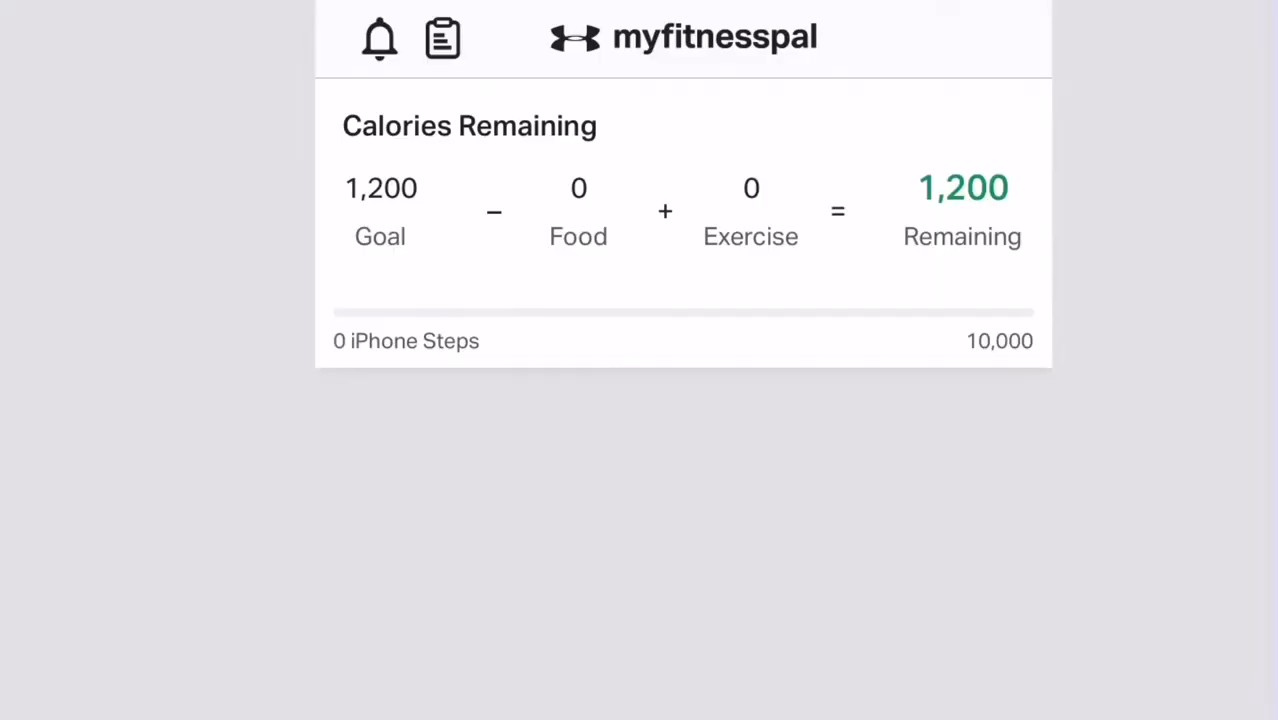 myfitnesspal
Calories Remaining
1,200 – 0 + 0 = 1,200
Goal Food Exercise Remaining
0 iPhone Steps 10,000